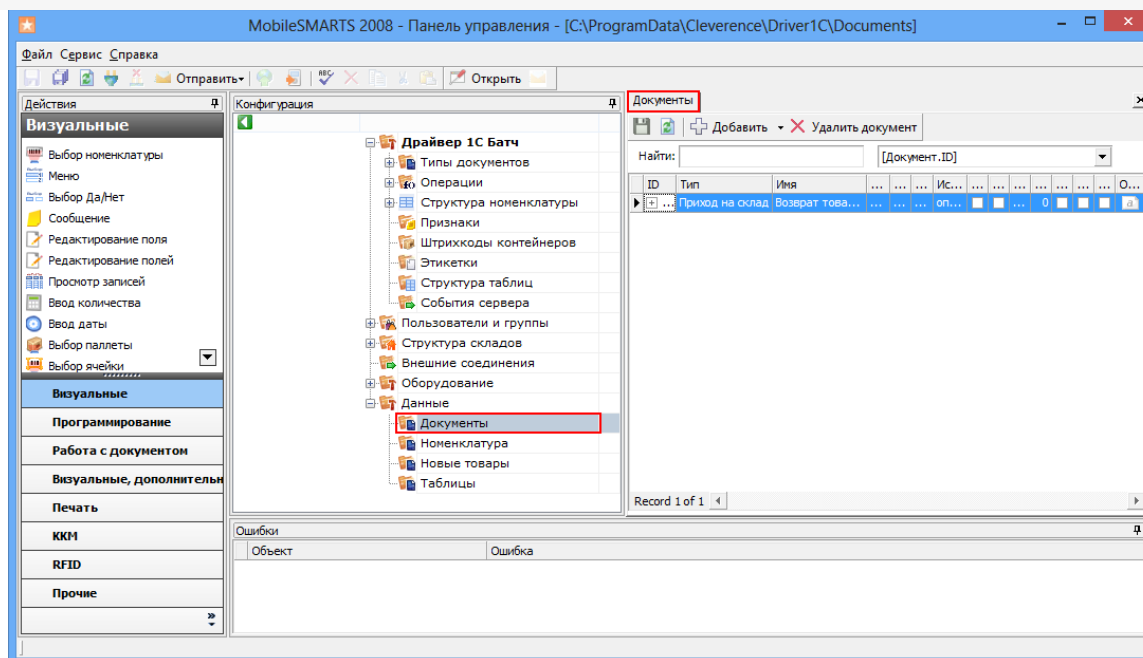 MobileSMARTS 2008 - Панель управления - [C:\ProgramData\Cleverence\Driver1C\Documents]
Файл Сервис Справка
Отправить
Открыть
Действия
Визуальные
Выбор номенклатуры
Меню
Выбор Да/Нет
Сообщение
Редактирование поля
Редактирование полей
Просмотр записей
Ввод количества
Ввод даты
Выбор паллеты
Выбор ячейки
Визуальные
Программирование
Работа с документом
Визуальные, дополнительн
Печать
ККМ
RFID
Прочие
Конфигурация
Драйвер 1С Батч
Типы документов
Операции
Структура номенклатуры
Признаки
Штрихкоды контейнеров
Этикетки
Структура таблиц
События сервера
Пользователи и группы
Структура складов
Внешние соединения
Оборудование
Данные
Документы
Номенклатура
Новые товары
Таблицы
Документы
Добавить Удалить документ
Найти: [Документ.ID]
ID Тип Имя ... ... ... Ис... ... ... ... ... ... ... ... О...
... Приход на склад Возврат това... ... ... ... оп... ... 0 a
Record 1 of 1
Ошибки
Объект Ошибка